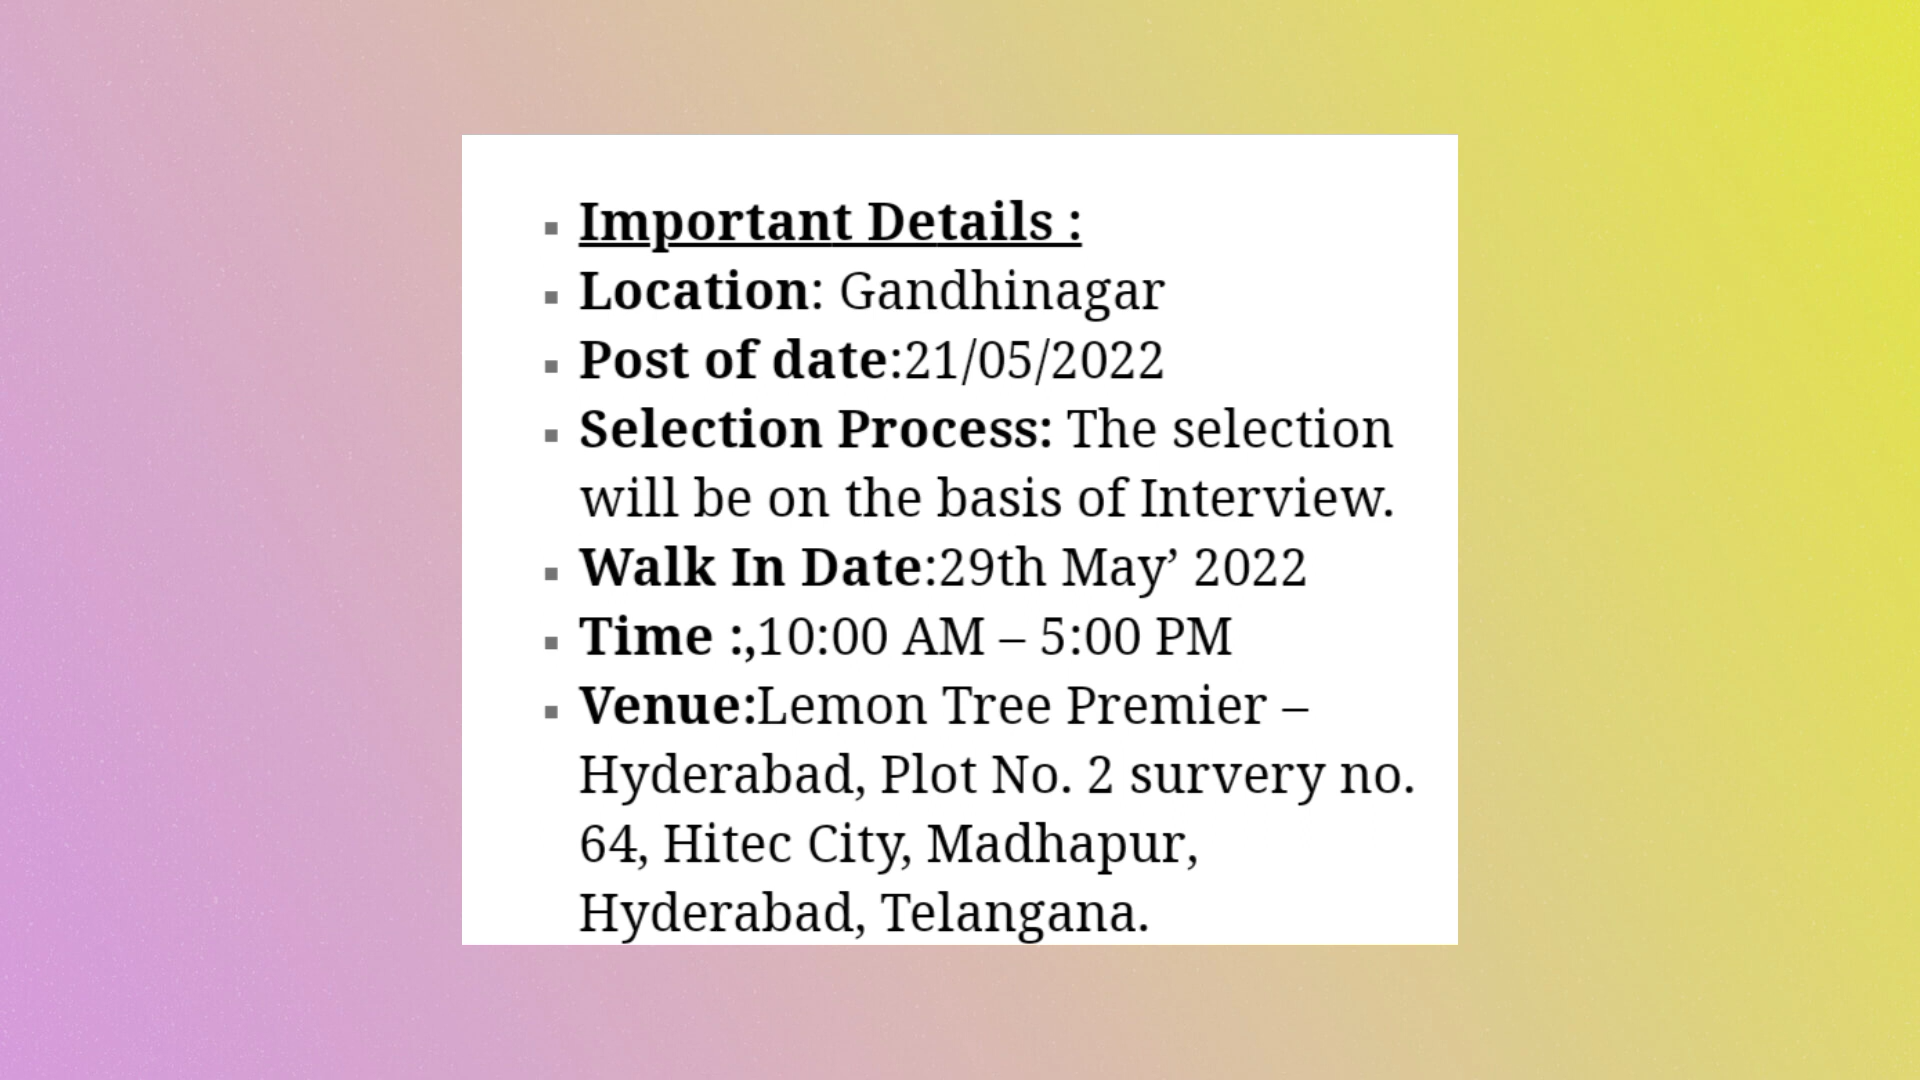 Important Details :
Location: Gandhinagar
Post of date:21/05/2022
Selection Process: The selection
will be on the basis of Interview.
Walk In Date:29th May’ 2022
Time :,10:00 AM – 5:00 PM
Venue:Lemon Tree Premier –
Hyderabad, Plot No. 2 survery no.
64, Hitec City, Madhapur,
Hyderabad, Telangana.